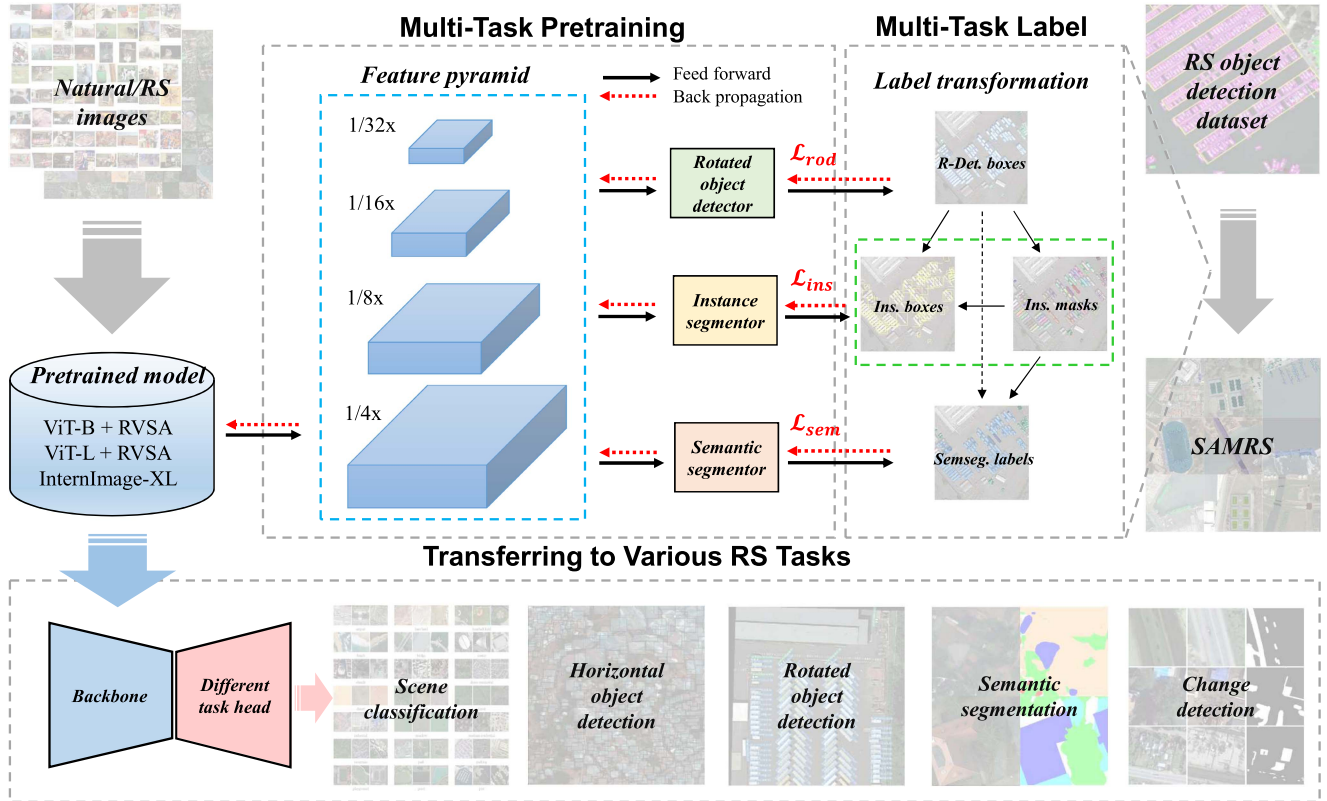 Multi-Task Pretraining
Multi-Task Label
Natural/RS
images
Feature pyramid
Feed forward
Back propagation
Label transformation
RS object
detection
dataset
1/32x
1/16x
1/8x
1/4x
Rotated
object
detector
Instance
segmentor
Semantic
segmentor
ℒrod
ℒins
ℒsem
R-Det. boxes
Ins. boxes
Ins. masks
Semseg. labels
SAMRS
Pretrained model
ViT-B + RVSA
ViT-L + RVSA
InternImage-XL
Transferring to Various RS Tasks
Backbone
Different
task head
Scene
classification
Horizontal
object
detection
Rotated
object
detection
Semantic
segmentation
Change
detection